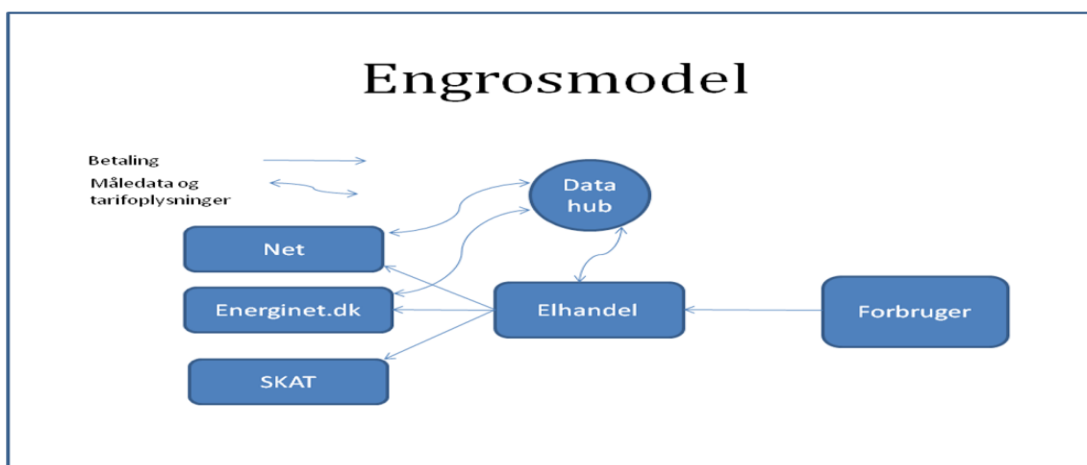 Engrosmodel
Betaling
Måledata og
tarifoplysninger
Data
hub
Net
Energinet.dk
Elhandel
Forbruger
SKAT